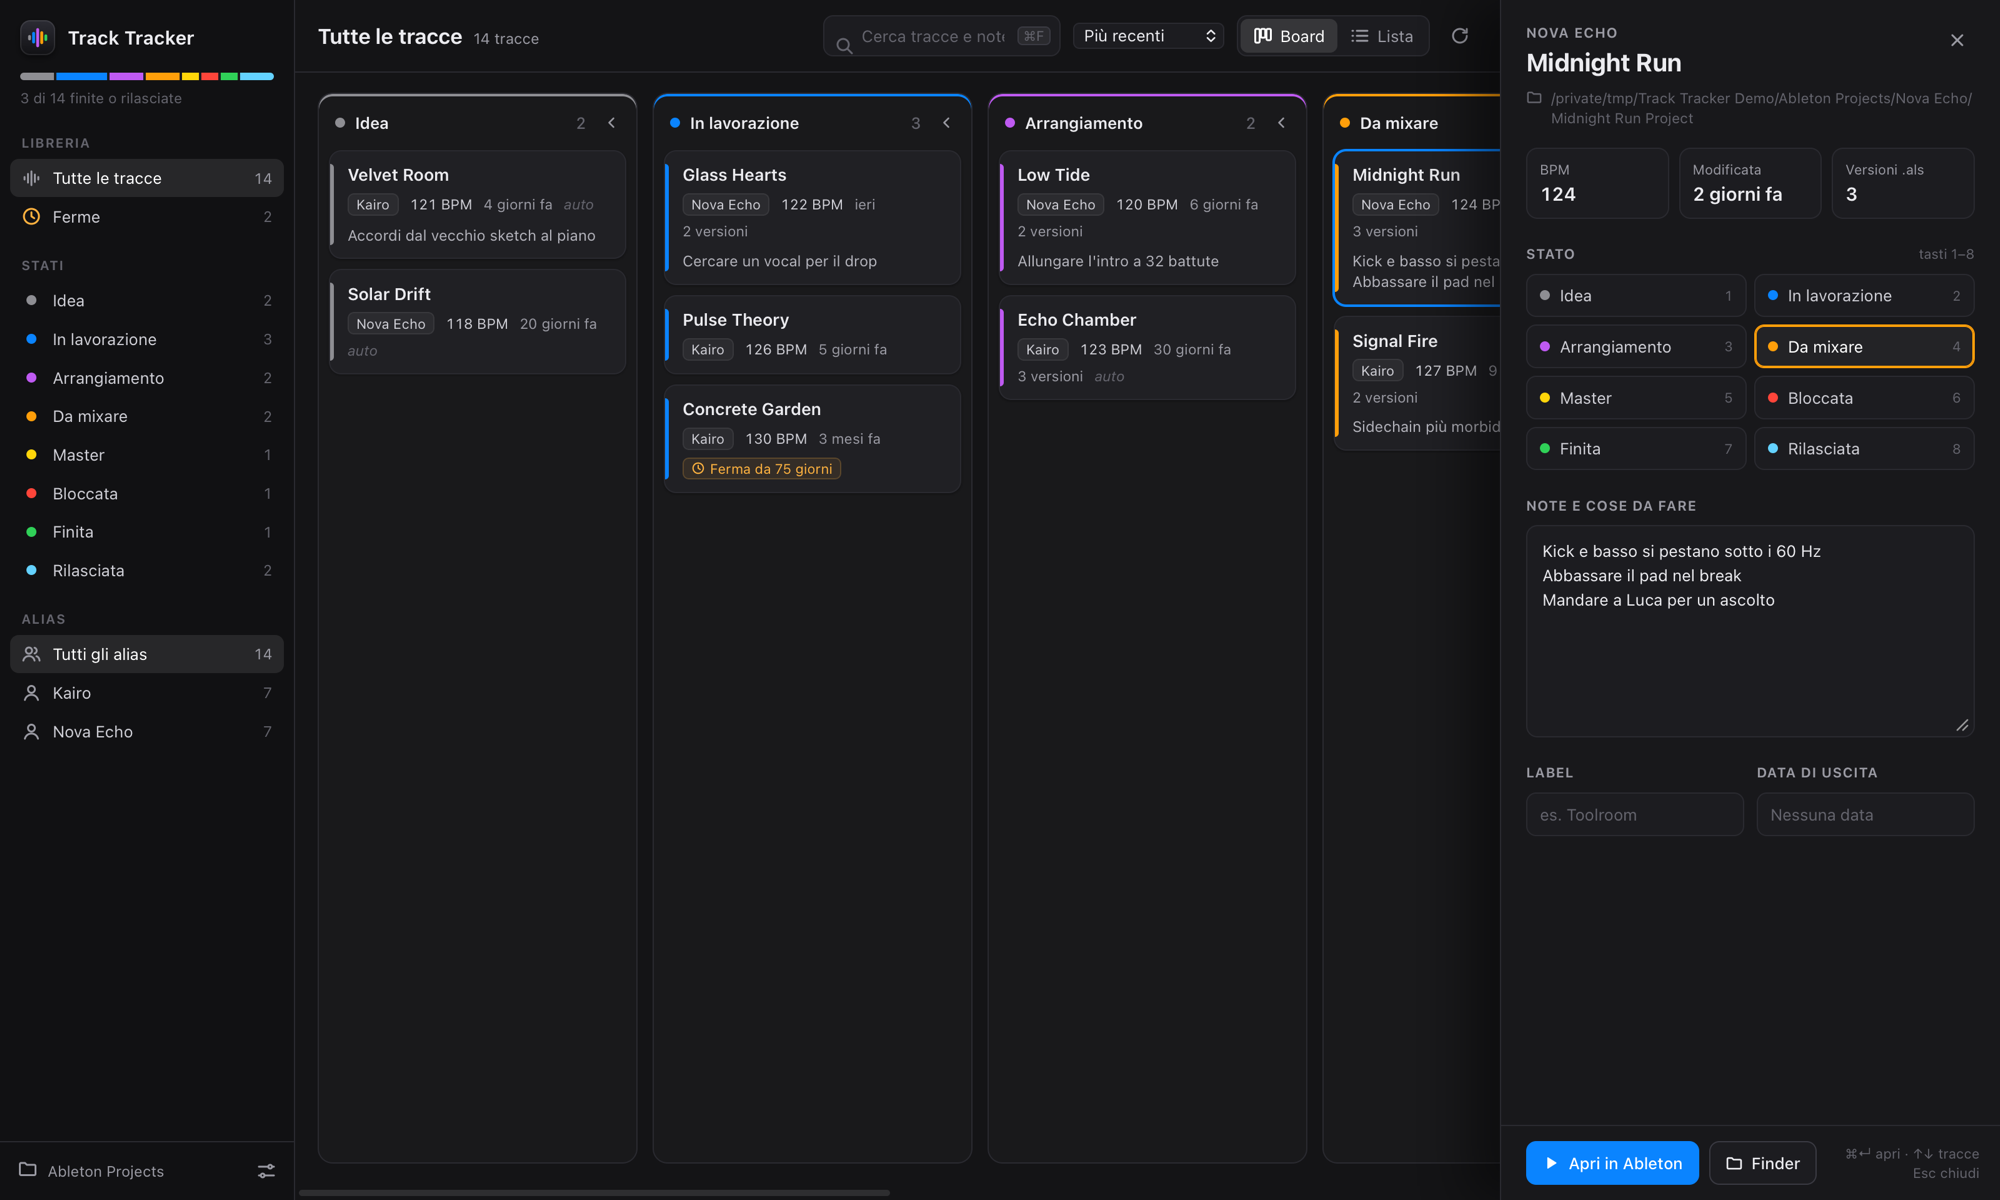 Track Tracker
3 di 14 finite o rilasciate
LIBRERIA
Tutte le tracce 14
Ferme 2
STATI
Idea 2
In lavorazione 3
Arrangiamento 2
Da mixare 2
Master 1
Bloccata 1
Finita 1
Rilasciata 2
ALIAS
Tutti gli alias 14
Kairo 7
Nova Echo 7
Ableton Projects
Tutte le tracce 14 tracce
Cerca tracce e note ⌘F
Più recenti
Board
Lista
Idea 2
Velvet Room
Kairo 121 BPM 4 giorni fa auto
Accordi dal vecchio sketch al piano
Solar Drift
Nova Echo 118 BPM 20 giorni fa
auto
In lavorazione 3
Glass Hearts
Nova Echo 122 BPM ieri
2 versioni
Cercare un vocal per il drop
Pulse Theory
Kairo 126 BPM 5 giorni fa
Concrete Garden
Kairo 130 BPM 3 mesi fa
Ferma da 75 giorni
Arrangiamento 2
Low Tide
Nova Echo 120 BPM 6 giorni fa
2 versioni
Allungare l'intro a 32 battute
Echo Chamber
Kairo 123 BPM 30 giorni fa
3 versioni auto
Da mixare
Midnight Run
Nova Echo 124 BP
3 versioni
Kick e basso si pesta
Abbassare il pad nel
Signal Fire
Kairo 127 BPM 9
2 versioni
Sidechain più morbid
NOVA ECHO
Midnight Run
/private/tmp/Track Tracker Demo/Ableton Projects/Nova Echo/
Midnight Run Project
BPM
124
Modificata
2 giorni fa
Versioni .als
3
STATO tasti 1–8
Idea 1
In lavorazione 2
Arrangiamento 3
Da mixare 4
Master 5
Bloccata 6
Finita 7
Rilasciata 8
NOTE E COSE DA FARE
Kick e basso si pestano sotto i 60 Hz
Abbassare il pad nel break
Mandare a Luca per un ascolto
LABEL
es. Toolroom
DATA DI USCITA
Nessuna data
Apri in Ableton
Finder
⌘↵ apri · ↑↓ tracce
Esc chiudi